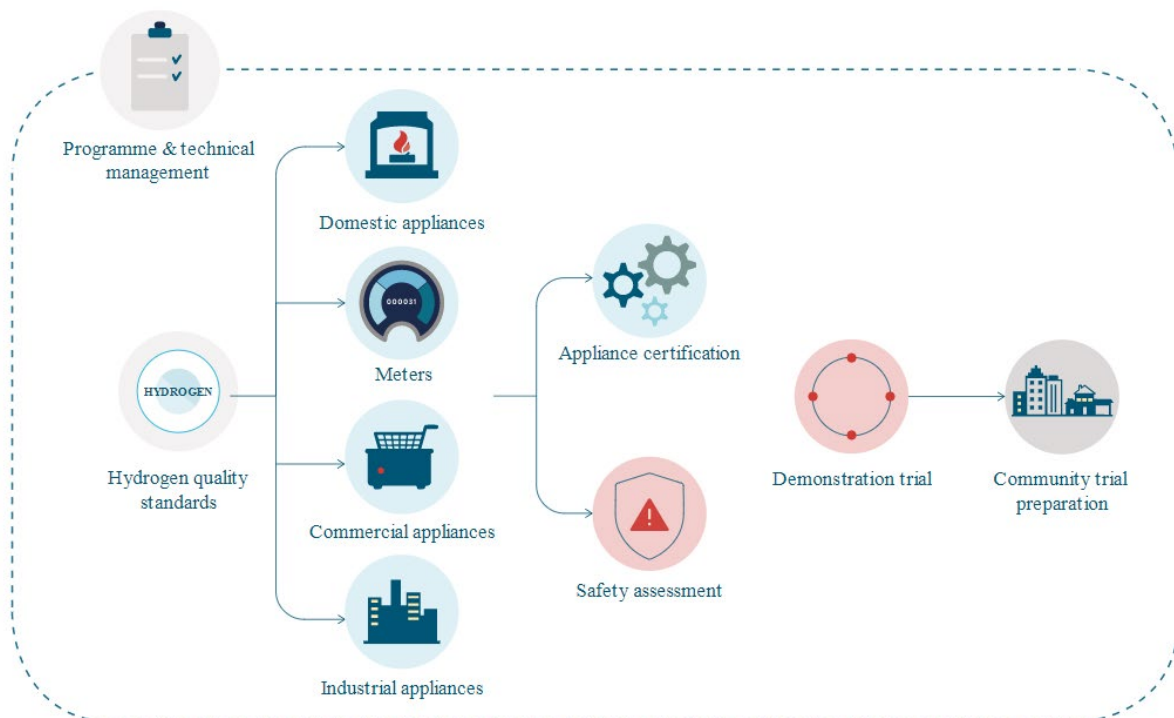 Programme & technical
management
Domestic appliances
000031
Meters
HYDROGEN
Hydrogen quality
standards
Commercial appliances
Industrial appliances
Appliance certification
!
Safety assessment
Demonstration trial
Community trial
preparation